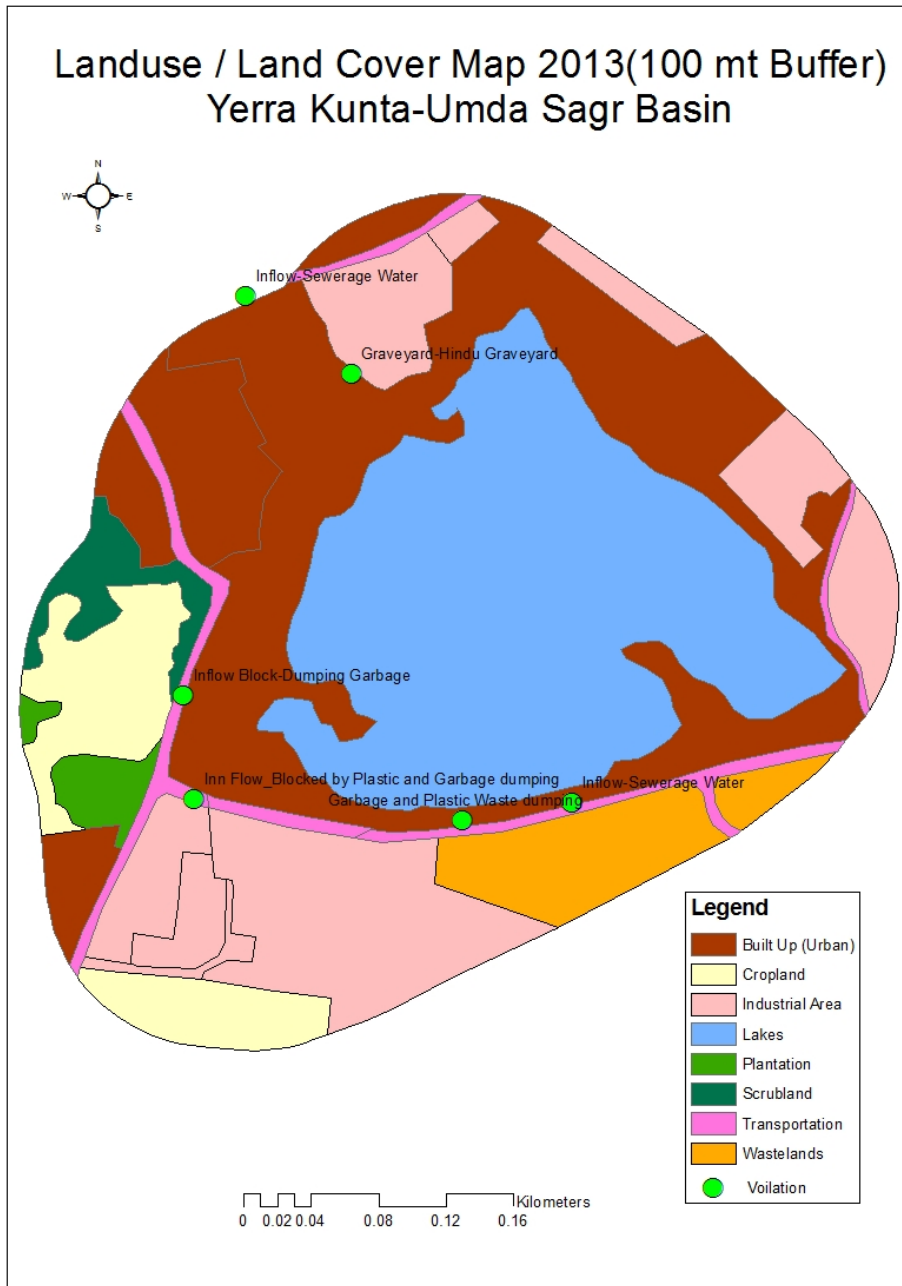 Landuse / Land Cover Map 2013(100 mt Buffer)
Yerra Kunta-Umda Sagr Basin
N
W E
S
Inflow-Sewerage Water
Graveyard-Hindu Graveyard
Inflow Block-Dumping Garbage
Inn Flow_Blocked by Plastic and Garbage dumping
Inflow-Sewerage Water
Garbage and Plastic Waste dumping
Legend
Built Up (Urban)
Cropland
Industrial Area
Lakes
Plantation
Scrubland
Transportation
Wastelands
Voilation
Kilometers
0 0.02 0.04 0.08 0.12 0.16